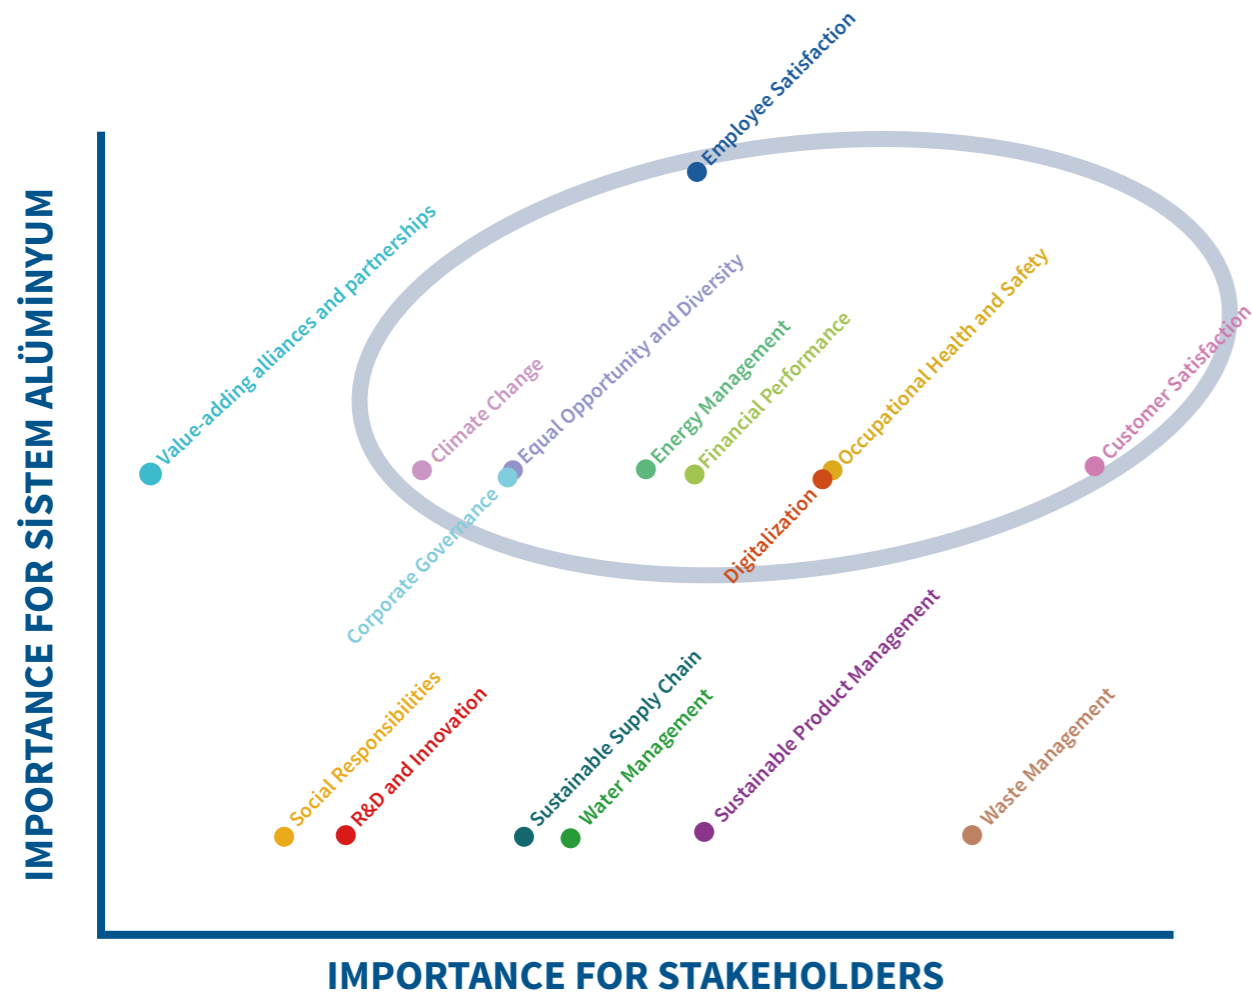 Employee Satisfaction
IMPORTANCE FOR SİSTEM ALÜMİNYUM
Value-adding alliances and partnerships
Climate Change
Equal Opportunity and Diversity
Energy Management
Financial Performance
Occupational Health and Safety
Customer Satisfaction
Corporate Governance
Digitalization
Social Responsibilities
R&D and Innovation
Sustainable Supply Chain
Water Management
Sustainable Product Management
Waste Management
IMPORTANCE FOR STAKEHOLDERS